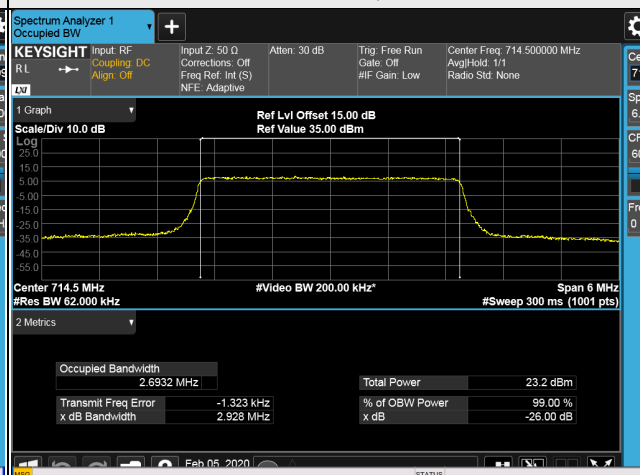 Spectrum Analyzer 1
Occupied BW
KEYSIGHT Input: RF Input Z: 50 Ω Atten: 30 dB Trig: Free Run Center Freq: 714.500000 MHz
RL Coupling: DC Corrections: Off Gate: Off Avg|Hold: 1/1
Align: Off Freq Ref: Int (S) #IF Gain: Low Radio Std: None
LXI NFE: Adaptive
1 Graph
Ref Lvl Offset 15.00 dB
Scale/Div 10.0 dB Ref Value 35.00 dBm
Log
25.0
15.0
5.00
-5.00
-15.0
-25.0
-35.0
-45.0
-55.0
Center 714.5 MHz #Video BW 200.00 kHz* Span 6 MHz
#Res BW 62.000 kHz #Sweep 300 ms (1001 pts)
2 Metrics
Occupied Bandwidth
2.6932 MHz Total Power 23.2 dBm
Transmit Freq Error -1.323 kHz % of OBW Power 99.00 %
x dB Bandwidth 2.928 MHz x dB -26.00 dB
Feb 05, 2020
MSG STATUS